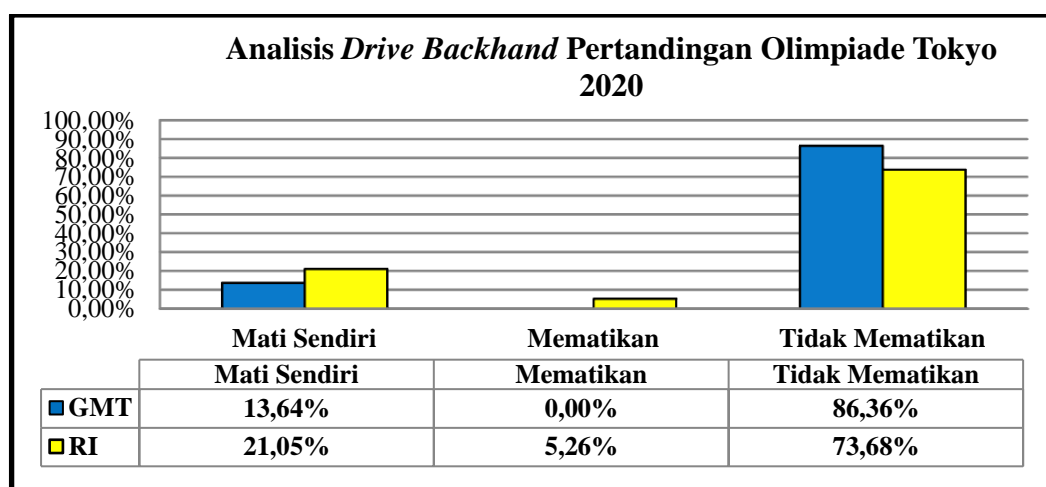 Analisis Drive Backhand Pertandingan Olimpiade Tokyo
2020
100,00%
90,00%
80,00%
70,00%
60,00%
50,00%
40,00%
30,00%
20,00%
10,00%
0,00%
Mati Sendiri Mematikan Tidak Mematikan
Mati Sendiri Mematikan Tidak Mematikan
GMT 13,64% 0,00% 86,36%
RI 21,05% 5,26% 73,68%